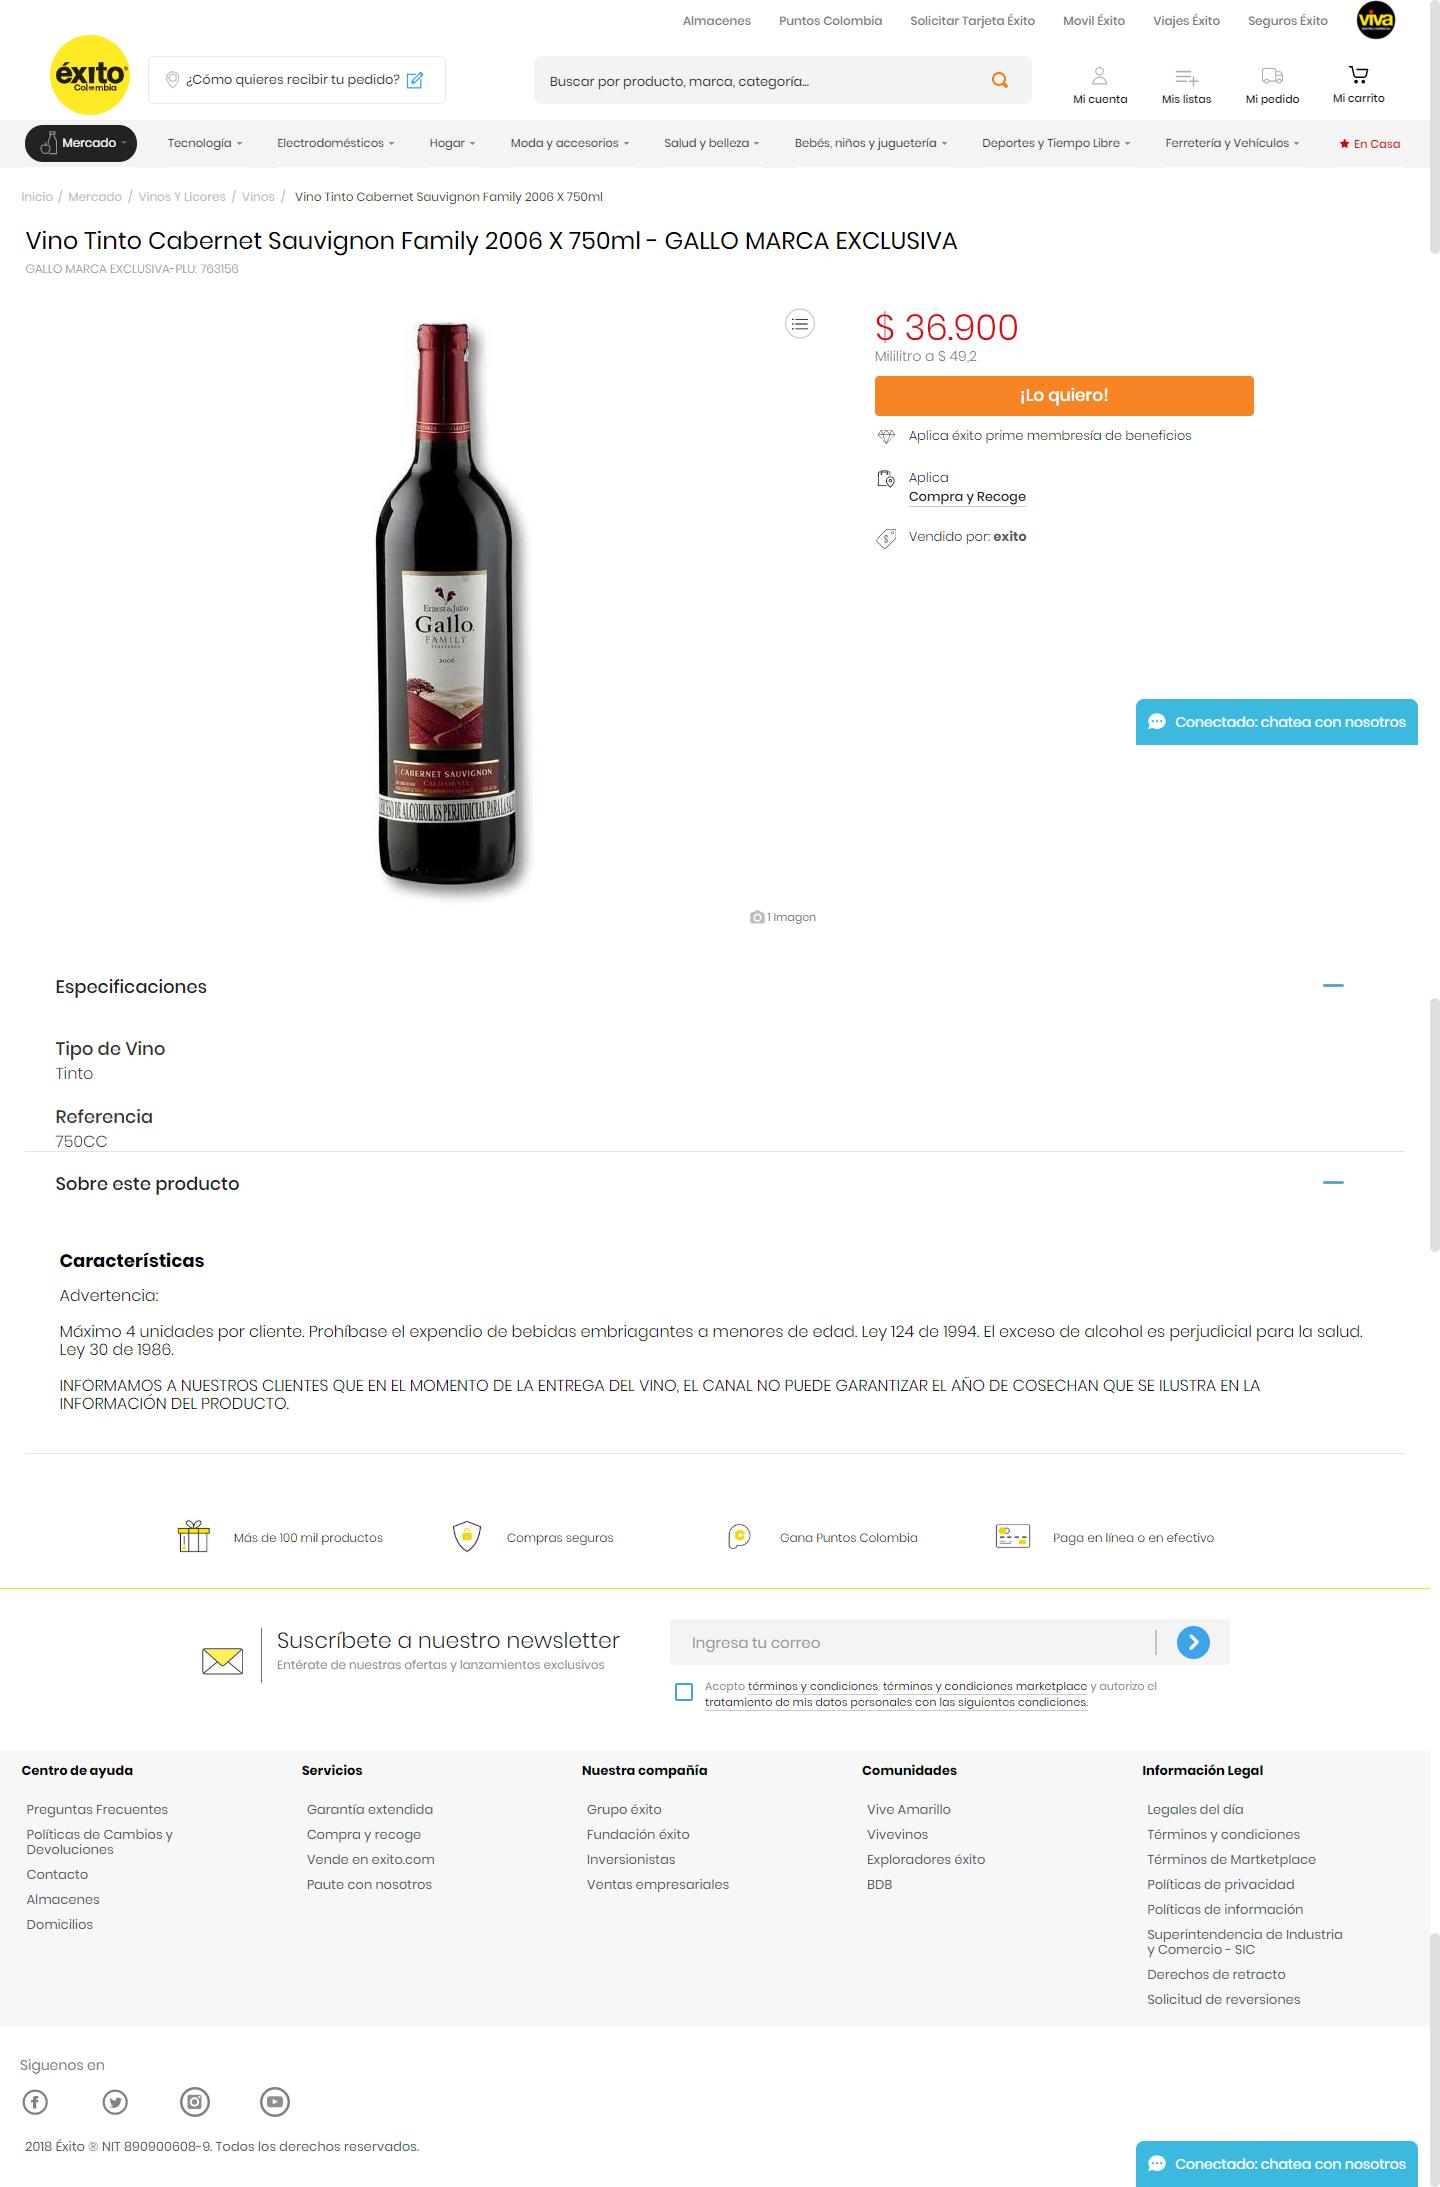 Almacenes Puntos Colombia Solicitar Tarjeta Éxito Movil Éxito Viajes Éxito Seguros Éxito viva
éxito
Colombia
¿Cómo quieres recibir tu pedido?
Buscar por producto, marca, categoría...
Mi cuenta Mis listas Mi pedido Mi carrito
Mercado Tecnología Electrodomésticos Hogar Moda y accesorios Salud y belleza Bebés, niños y juguetería Deportes y Tiempo Libre Ferretería y Vehículos En Casa
Inicio / Mercado / Vinos Y Licores / Vinos / Vino Tinto Cabernet Sauvignon Family 2006 X 750ml
Vino Tinto Cabernet Sauvignon Family 2006 X 750ml - GALLO MARCA EXCLUSIVA
GALLO MARCA EXCLUSIVA-PLU: 763156
$ 36.900
Mililitro a $ 49,2
¡Lo quiero!
Aplica éxito prime membresía de beneficios
Aplica
Compra y Recoge
Vendido por: exito
Ernest & Julio
Gallo
FAMILY
VINEYARDS
2006
CABERNET SAUVIGNON
CALIFORNIA
EXCESO DE ALCOHOL ES PERJUDICIAL PARA LA SALUD
Conectado: chatea con nosotros
1 Imagen
Especificaciones
Tipo de Vino
Tinto
Referencia
750CC
Sobre este producto
Características
Advertencia:
Máximo 4 unidades por cliente. Prohíbase el expendio de bebidas embriagantes a menores de edad. Ley 124 de 1994. El exceso de alcohol es perjudicial para la salud.
Ley 30 de 1986.
INFORMAMOS A NUESTROS CLIENTES QUE EN EL MOMENTO DE LA ENTREGA DEL VINO, EL CANAL NO PUEDE GARANTIZAR EL AÑO DE COSECHAN QUE SE ILUSTRA EN LA
INFORMACIÓN DEL PRODUCTO.
Más de 100 mil productos Compras seguras Gana Puntos Colombia Paga en línea o en efectivo
Suscríbete a nuestro newsletter
Entérate de nuestras ofertas y lanzamientos exclusivos
Ingresa tu correo
Acepto términos y condiciones, términos y condiciones marketplace y autorizo el
tratamiento de mis datos personales con las siguientes condiciones.
Centro de ayuda
Preguntas Frecuentes
Políticas de Cambios y
Devoluciones
Contacto
Almacenes
Domicilios
Servicios
Garantía extendida
Compra y recoge
Vende en exito.com
Paute con nosotros
Nuestra compañía
Grupo éxito
Fundación éxito
Inversionistas
Ventas empresariales
Comunidades
Vive Amarillo
Vivevinos
Exploradores éxito
BDB
Información Legal
Legales del día
Términos y condiciones
Términos de Martketplace
Políticas de privacidad
Políticas de información
Superintendencia de Industria
y Comercio - SIC
Derechos de retracto
Solicitud de reversiones
Siguenos en
2018 Éxito ® NIT 890900608-9. Todos los derechos reservados.
Conectado: chatea con nosotros